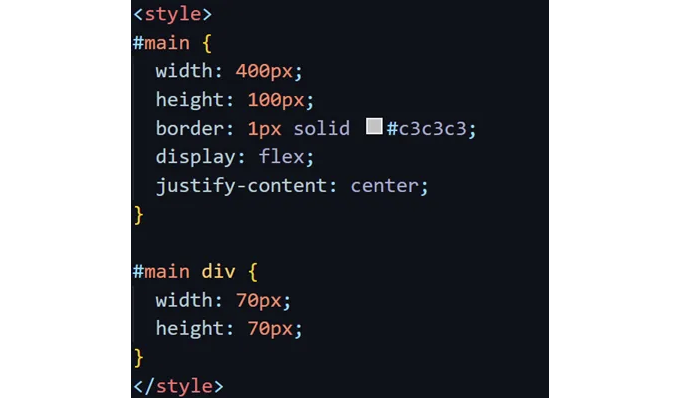 <style>
#main {
  width: 400px;
  height: 100px;
  border: 1px solid #c3c3c3;
  display: flex;
  justify-content: center;
}

#main div {
  width: 70px;
  height: 70px;
}
</style>